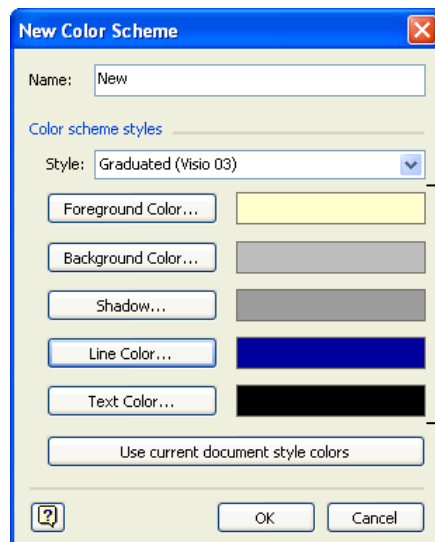 New Color Scheme
Name: New
Color scheme styles
Style: Graduated (Visio 03)
Foreground Color...
Background Color...
Shadow...
Line Color...
Text Color...
Use current document style colors
?
OK Cancel